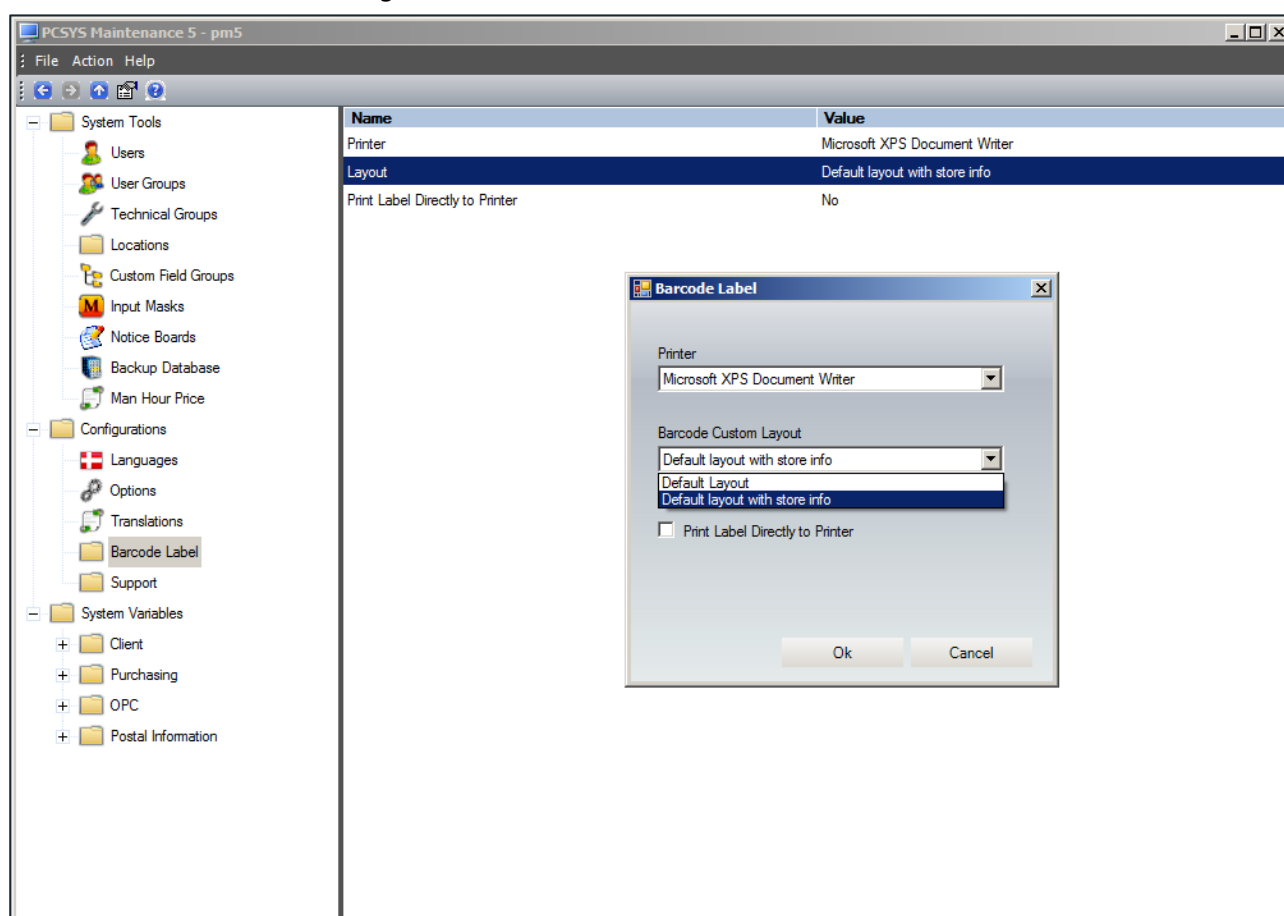 PCSYS Maintenance 5 - pm5
File Action Help
System Tools
Users
User Groups
Technical Groups
Locations
Custom Field Groups
M Input Masks
Notice Boards
Backup Database
Man Hour Price
Configurations
Languages
Options
Translations
Barcode Label
Support
System Variables
Client
Purchasing
OPC
Postal Information
Name Value
Printer Microsoft XPS Document Writer
Layout Default layout with store info
Print Label Directly to Printer No
Barcode Label
Printer
Microsoft XPS Document Writer
Barcode Custom Layout
Default layout with store info
Default Layout
Default layout with store info
Print Label Directly to Printer
Ok Cancel